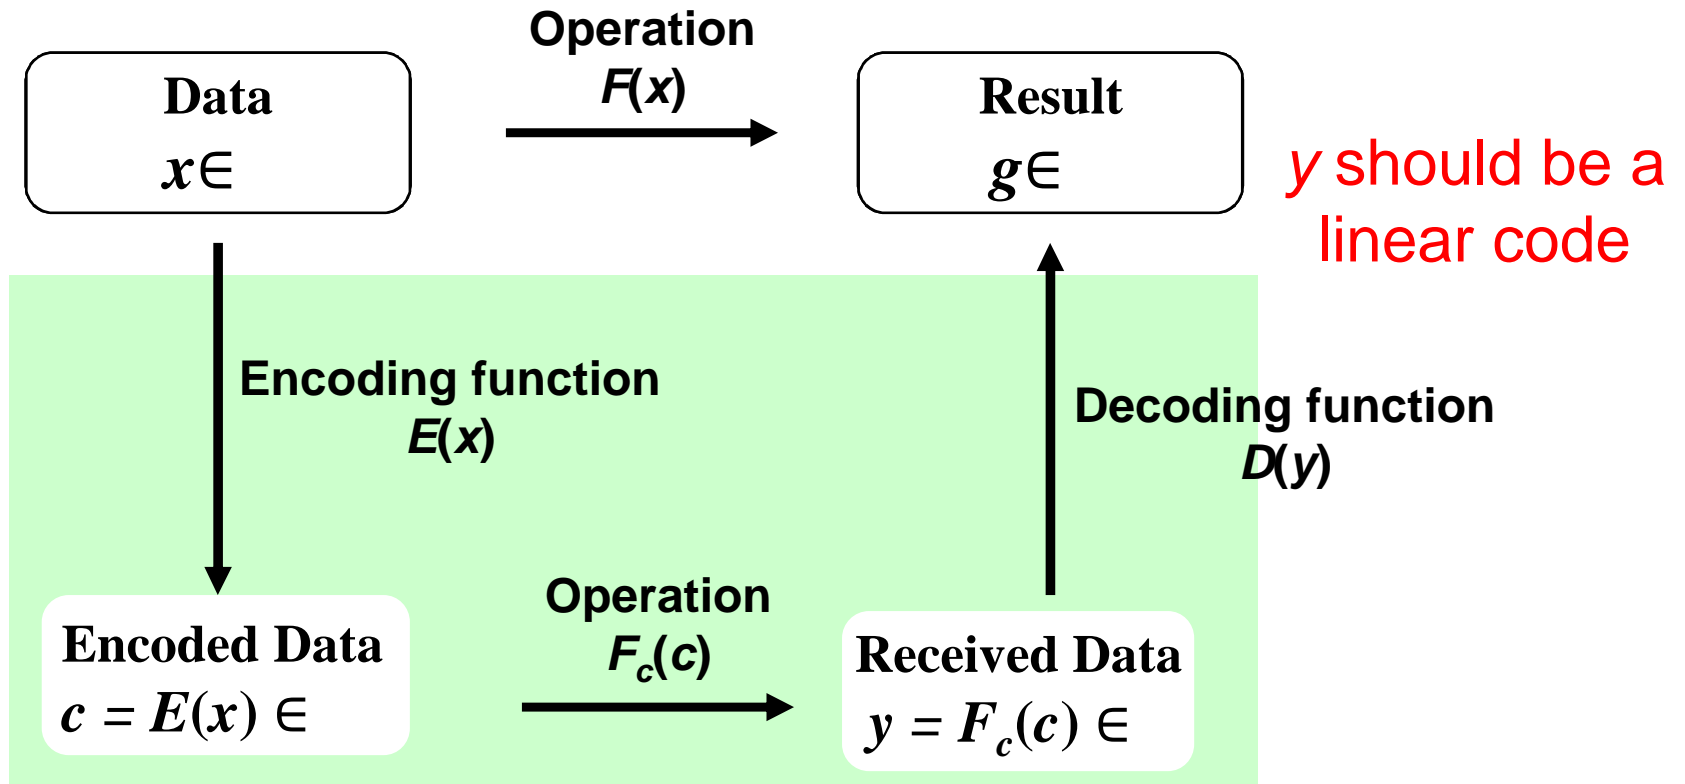 Operation
F(x)
Data
x∈
Result
g∈
y should be a
linear code
Encoding function
E(x)
Decoding function
D(y)
Encoded Data
c = E(x) ∈
Operation
Fc(c)
Received Data
y = Fc(c) ∈